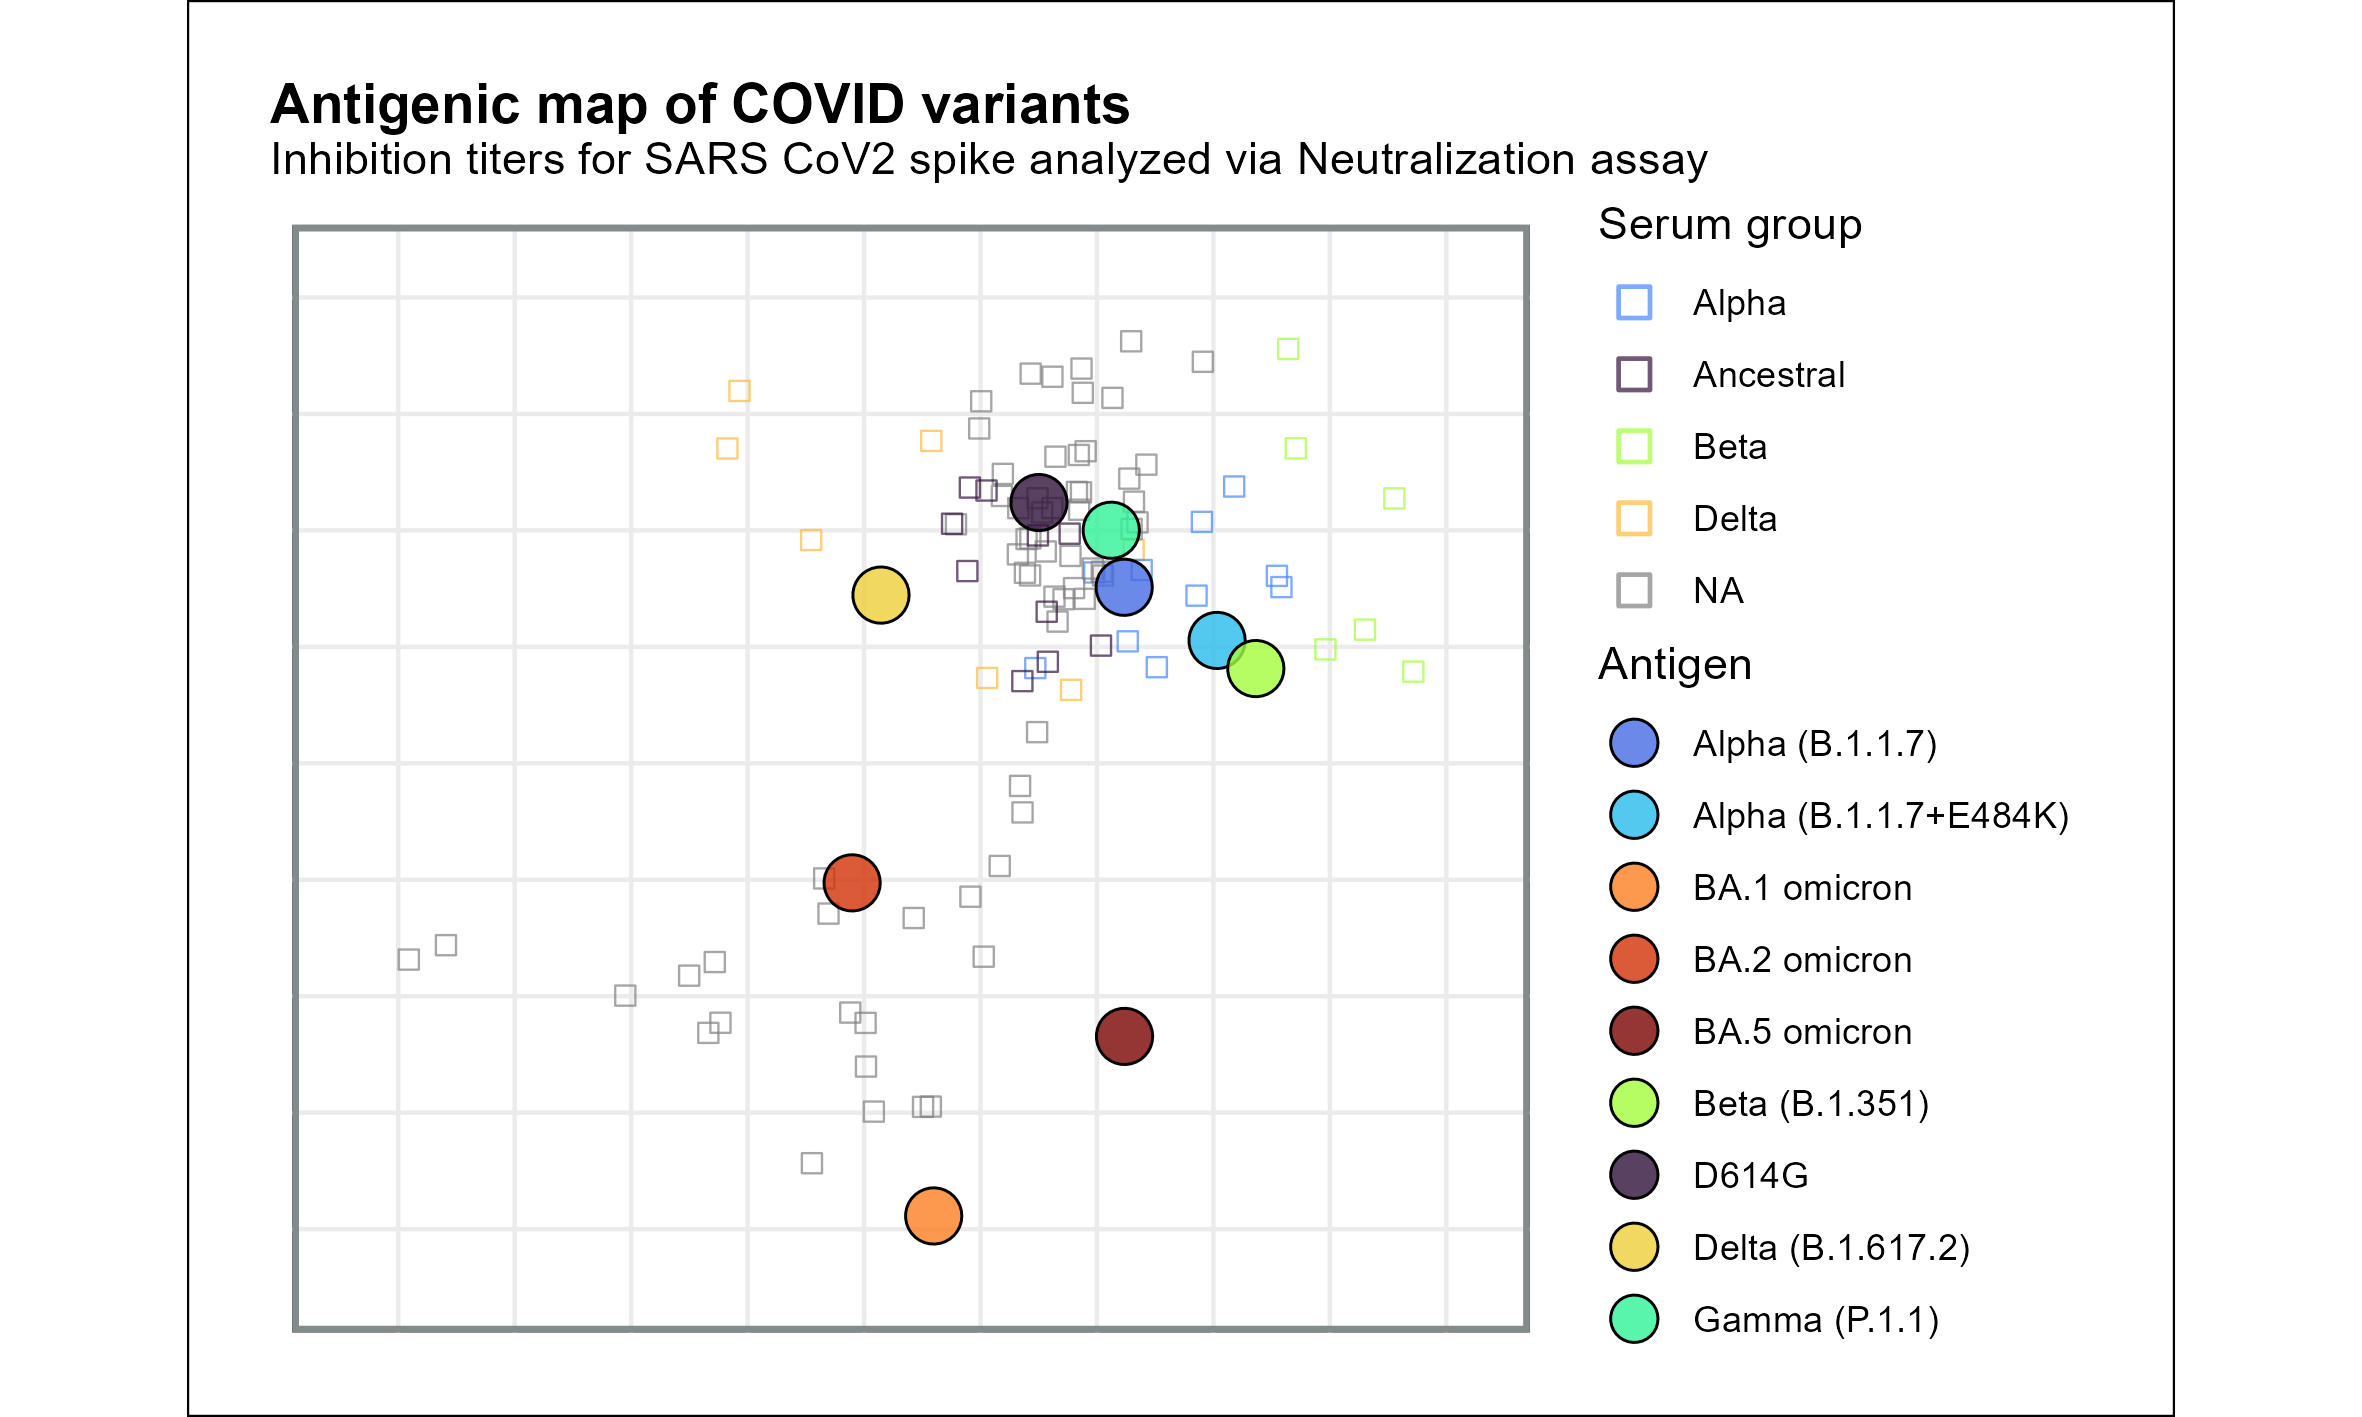 Antigenic map of COVID variants
Inhibition titers for SARS CoV2 spike analyzed via Neutralization assay
Serum group
Alpha
Ancestral
Beta
Delta
NA
Antigen
Alpha (B.1.1.7)
Alpha (B.1.1.7+E484K)
BA.1 omicron
BA.2 omicron
BA.5 omicron
Beta (B.1.351)
D614G
Delta (B.1.617.2)
Gamma (P.1.1)